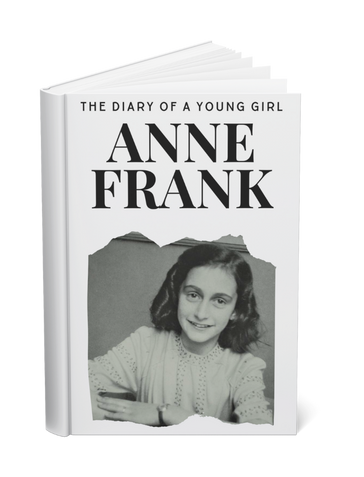 THE DIARY OF A YOUNG GIRL
ANNE
FRANK